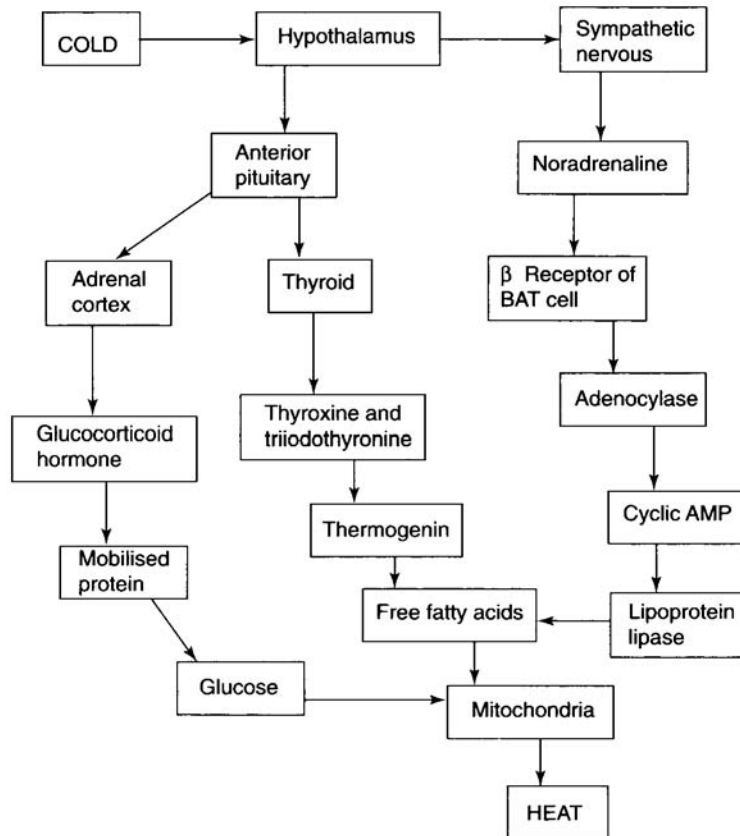 COLD
Hypothalamus
Sympathetic
nervous
Anterior
pituitary
Noradrenaline
Adrenal
cortex
Thyroid
β Receptor of
BAT cell
Glucocorticoid
hormone
Thyroxine and
triiodothyronine
Adenocylase
Mobilised
protein
Thermogenin
Cyclic AMP
Free fatty acids
Lipoprotein
lipase
Glucose
Mitochondria
HEAT